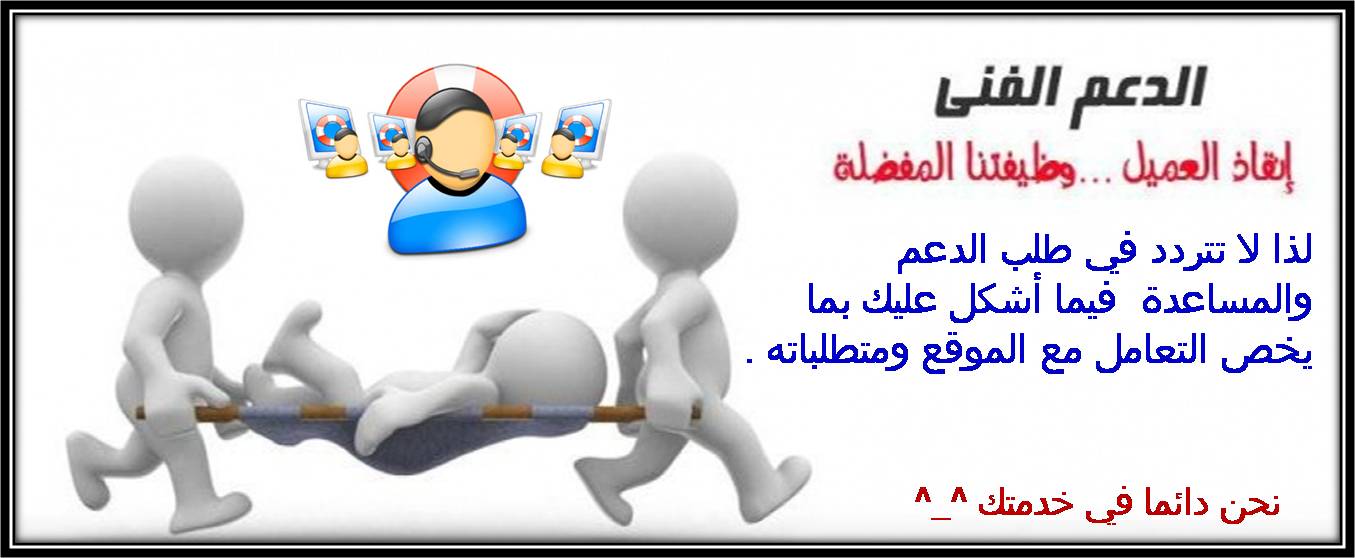 الدعم الفنى
إنقاذ العميل ...وظيفتنا المفضلة
لذا لا تتردد في طلب الدعم
والمساعدة فيما أشكل عليك بما
يخص التعامل مع الموقع ومتطلباته .
نحن دائما في خدمتك ^_^